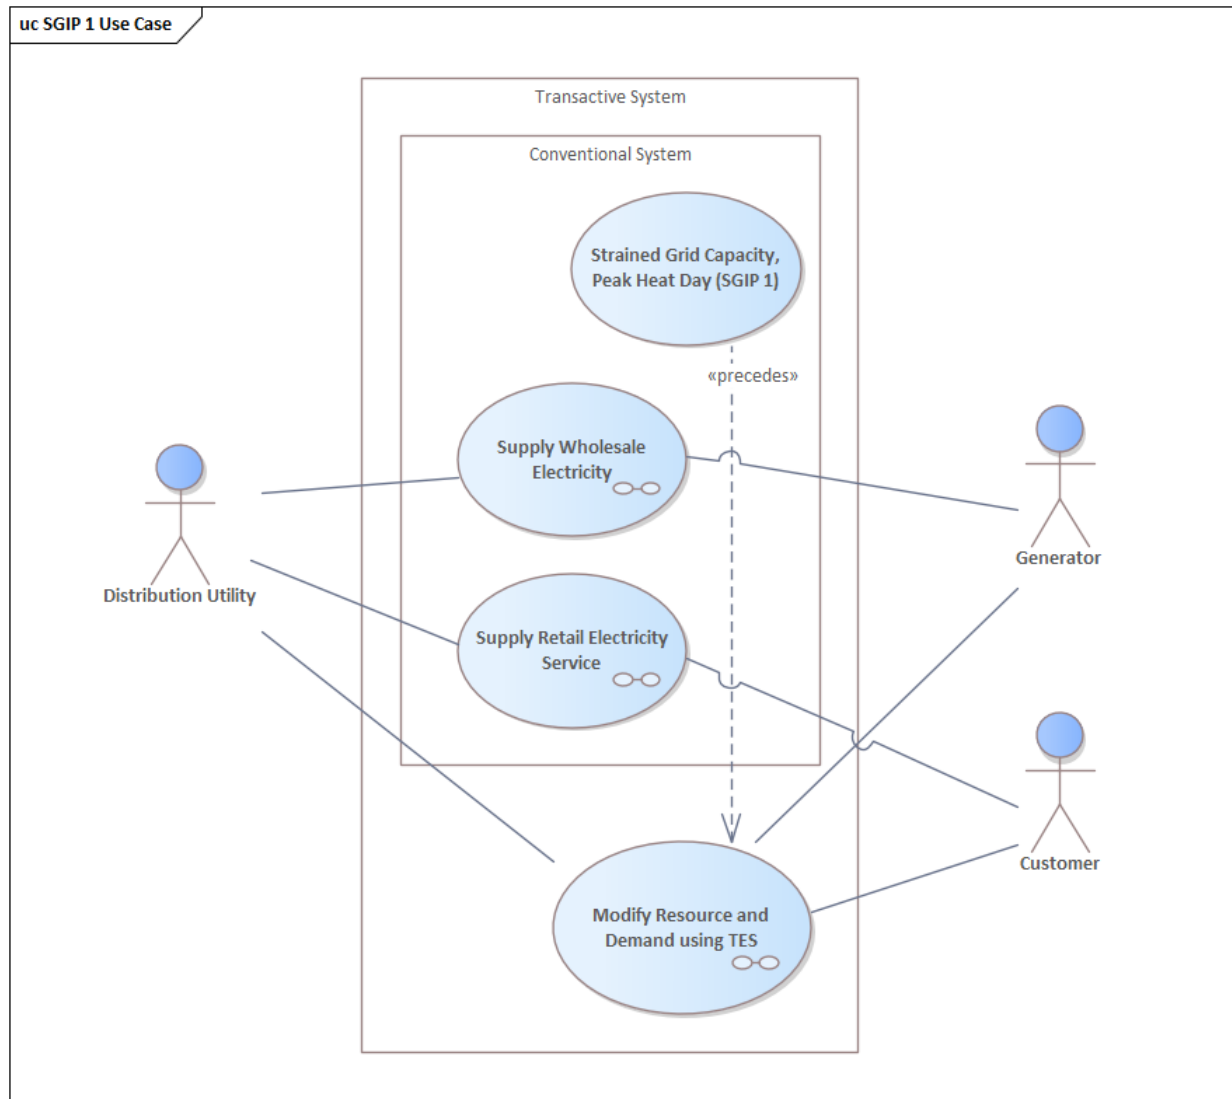 uc SGIP 1 Use Case
Transactive System
Conventional System
Strained Grid Capacity,
Peak Heat Day (SGIP 1)
«precedes»
Supply Wholesale
Electricity
Generator
Distribution Utility
Supply Retail Electricity
Service
Customer
Modify Resource and
Demand using TES